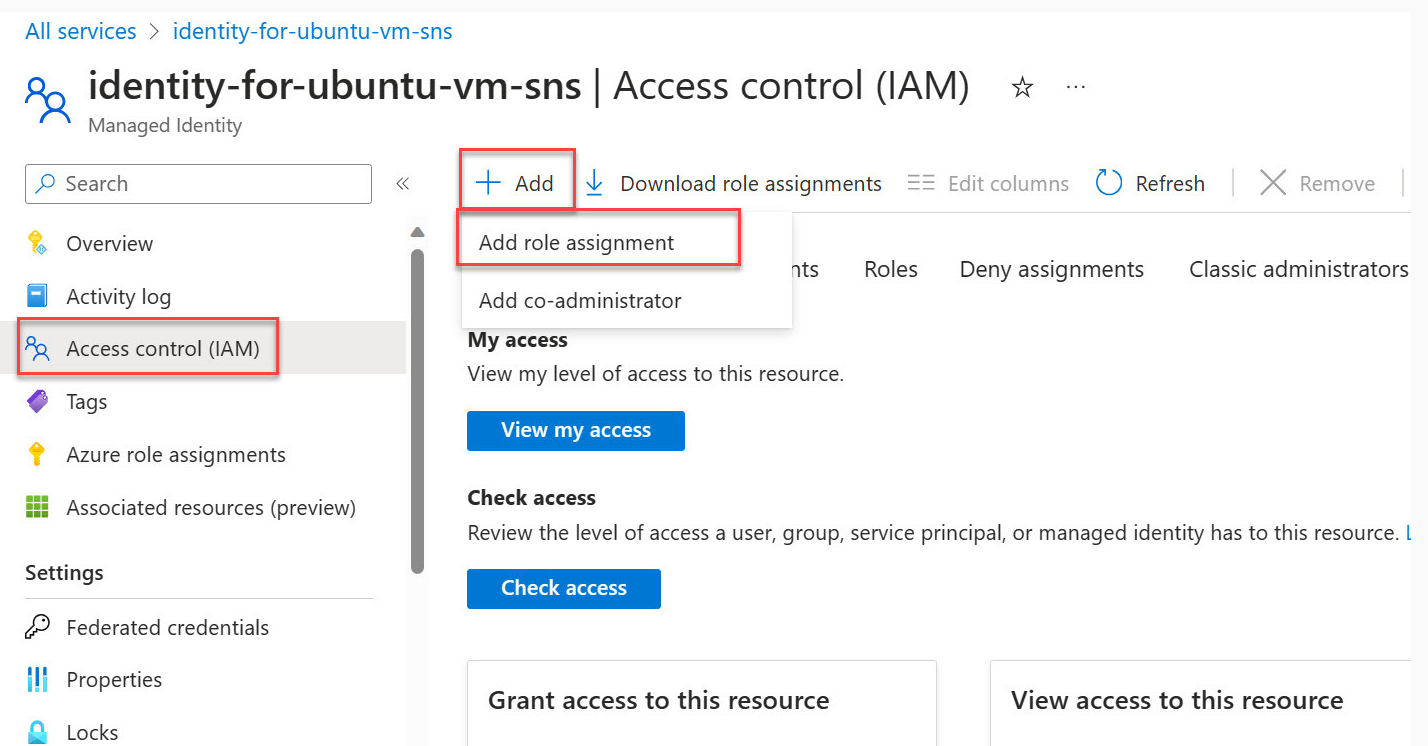 All services > identity-for-ubuntu-vm-sns
identity-for-ubuntu-vm-sns | Access control (IAM)
Managed Identity
Search
Overview
Activity log
Access control (IAM)
Tags
Azure role assignments
Associated resources (preview)
Settings
Federated credentials
Properties
Locks
Add
Download role assignments
Edit columns
Refresh
Remove
Add role assignment
Add co-administrator
Roles
Deny assignments
Classic administrators
My access
View my level of access to this resource.
View my access
Check access
Review the level of access a user, group, service principal, or managed identity has to this resource.
Check access
Grant access to this resource
View access to this resource